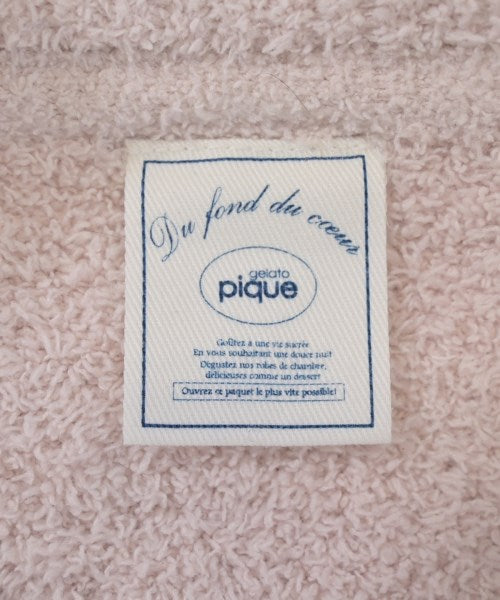 Du fond du cœur
gelato
pique
Goûtez a une vie sucrée
En vous souhaitant une douce nuit
Dégustez nos robes de chambre,
délicieuses comme un dessert
Ouvrez ce paquet le plus vite possible!